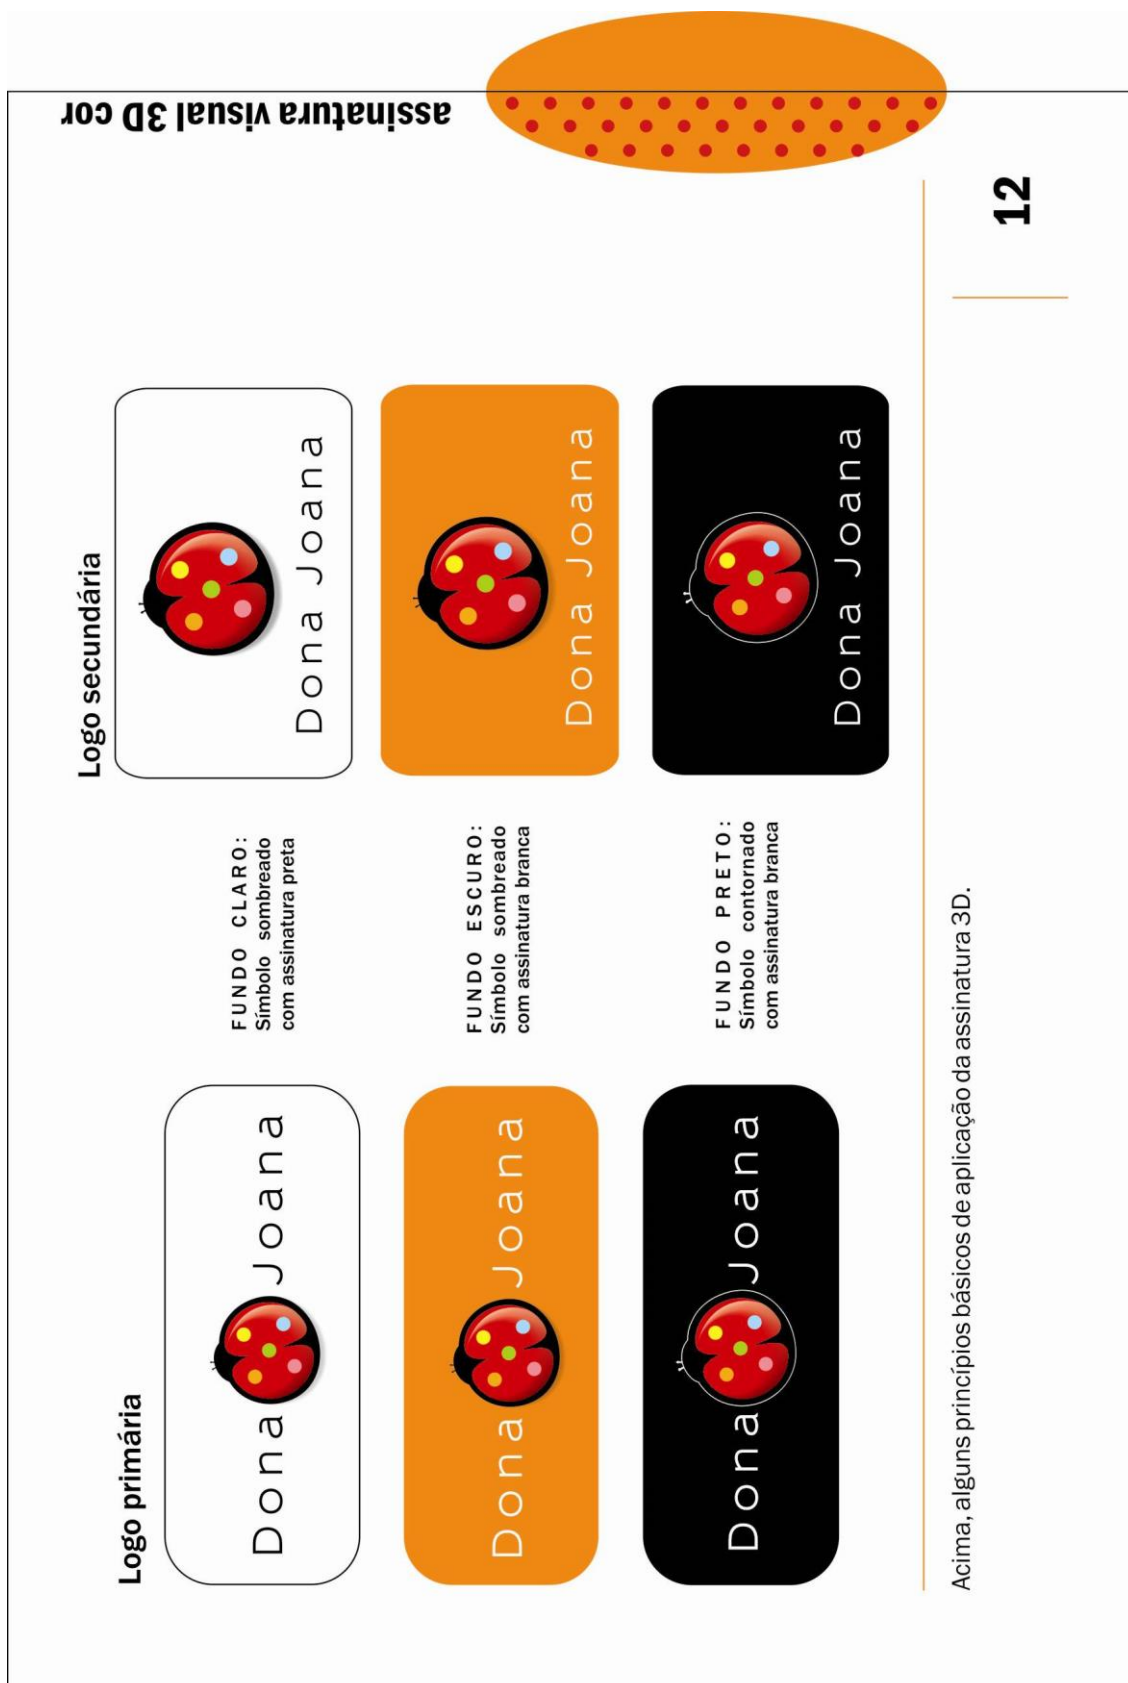 assinatura visual 3D cor
Logo primária
Logo secundária
Dona Joana
FUNDO CLARO:
Símbolo sombreado
com assinatura preta
Dona Joana
Dona Joana
FUNDO ESCURO:
Símbolo sombreado
com assinatura branca
Dona Joana
Dona Joana
FUNDO PRETO:
Símbolo contornado
com assinatura branca
Dona Joana
Acima, alguns princípios básicos de aplicação da assinatura 3D.
12